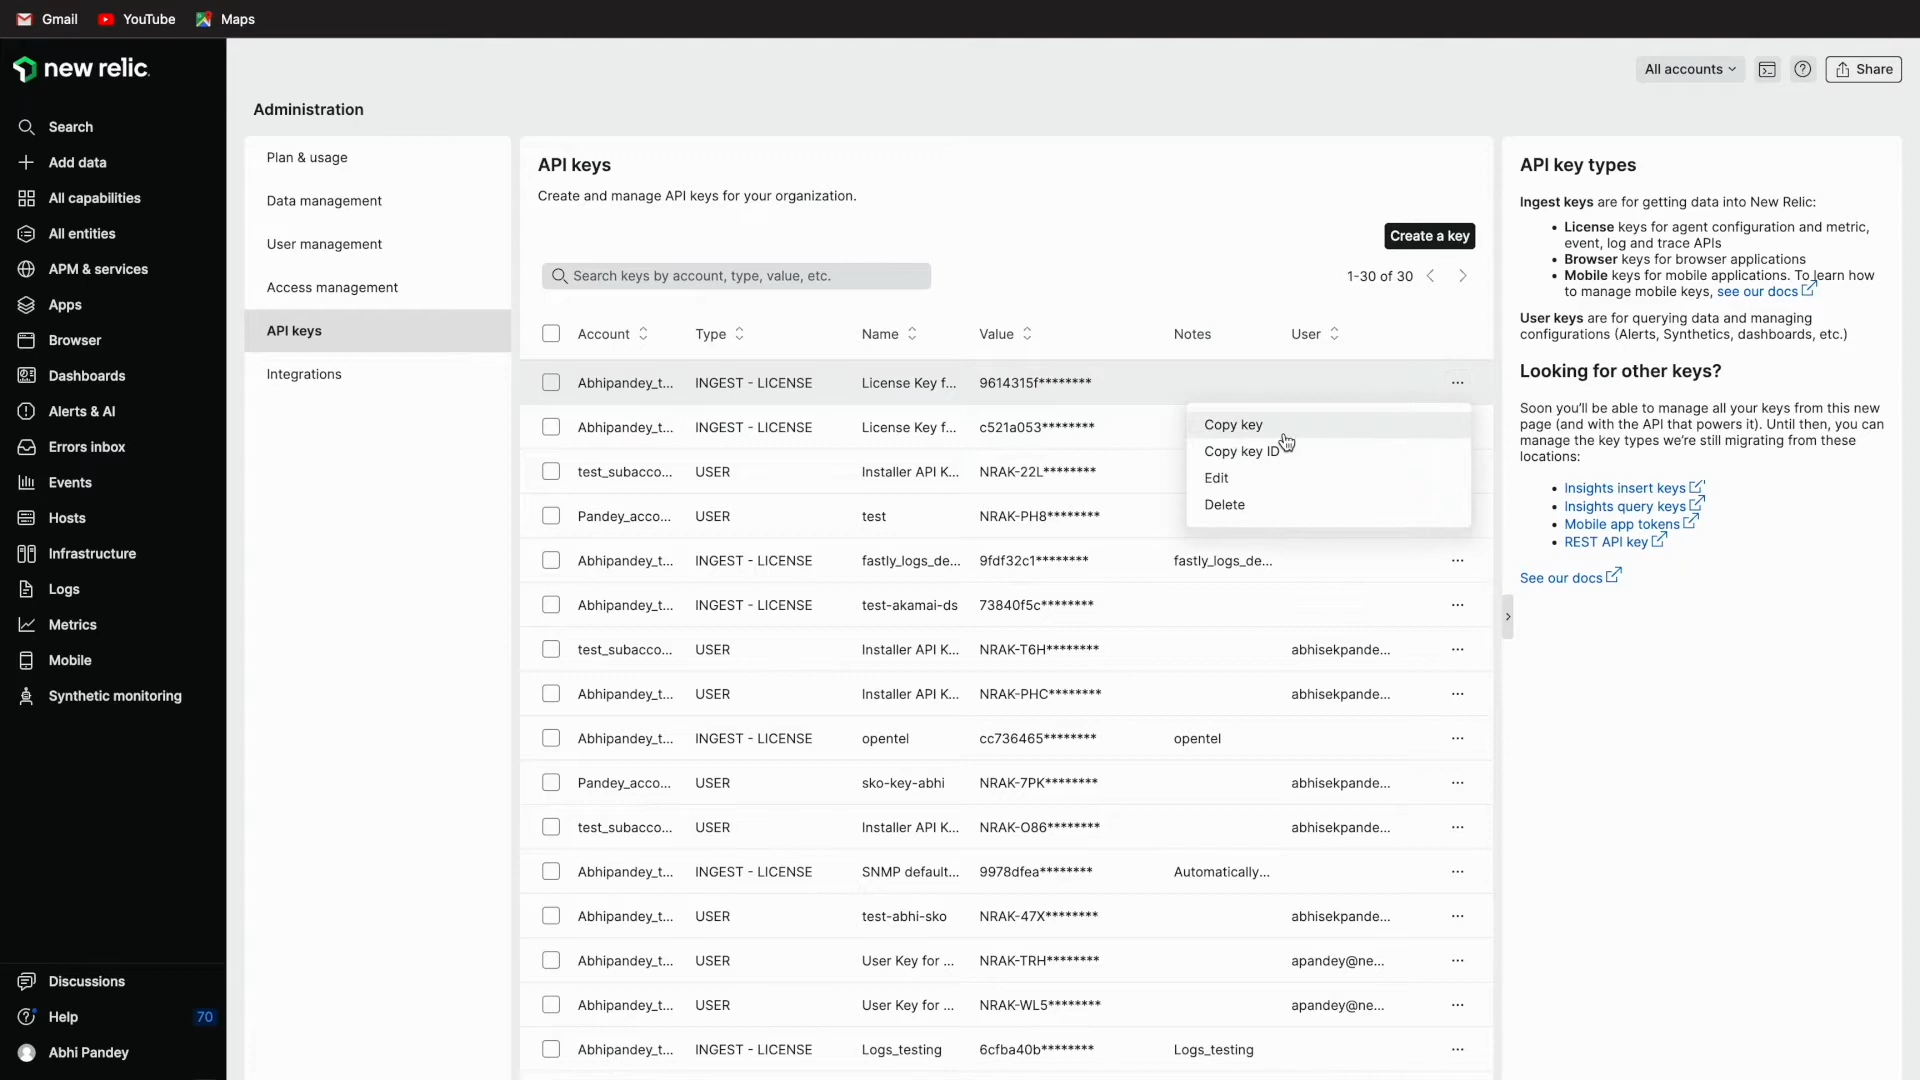 Gmail YouTube Maps
new relic.
All accounts Share
Search
Add data
All capabilities
All entities
APM & services
Apps
Browser
Dashboards
Alerts & AI
Errors inbox
Events
Hosts
Infrastructure
Logs
Metrics
Mobile
Synthetic monitoring
Discussions
Help 70
Abhi Pandey
Administration
Plan & usage
Data management
User management
Access management
API keys
Integrations
API keys
Create and manage API keys for your organization.
Create a key
Search keys by account, type, value, etc. 1-30 of 30
Account Type Name Value Notes User
Abhipandey_t... INGEST - LICENSE License Key f... 9614315f******** ...
Abhipandey_t... INGEST - LICENSE License Key f... c521a053********
test_subacco... USER Installer API K... NRAK-22L********
Pandey_acco... USER test NRAK-PH8********
Copy key
Copy key ID
Edit
Delete
Abhipandey_t... INGEST - LICENSE fastly_logs_de... 9fdf32c1******** fastly_logs_de... ...
Abhipandey_t... INGEST - LICENSE test-akamai-ds 73840f5c******** ...
test_subacco... USER Installer API K... NRAK-T6H******** abhisekpande... ...
Abhipandey_t... USER Installer API K... NRAK-PHC******** abhisekpande... ...
Abhipandey_t... INGEST - LICENSE opentel cc736465******** opentel ...
Pandey_acco... USER sko-key-abhi NRAK-7PK******** abhisekpande... ...
test_subacco... USER Installer API K... NRAK-O86******** abhisekpande... ...
Abhipandey_t... INGEST - LICENSE SNMP default... 9978dfea******** Automatically... ...
Abhipandey_t... USER test-abhi-sko NRAK-47X******** abhisekpande... ...
Abhipandey_t... USER User Key for ... NRAK-TRH******** apandey@ne... ...
Abhipandey_t... USER User Key for ... NRAK-WL5******** apandey@ne... ...
Abhipandey_t... INGEST - LICENSE Logs_testing 6cfba40b******** Logs_testing ...
API key types
Ingest keys are for getting data into New Relic:
• License keys for agent configuration and metric,
event, log and trace APIs
• Browser keys for browser applications
• Mobile keys for mobile applications. To learn how
to manage mobile keys, see our docs
User keys are for querying data and managing
configurations (Alerts, Synthetics, dashboards, etc.)
Looking for other keys?
Soon you'll be able to manage all your keys from this new
page (and with the API that powers it). Until then, you can
manage the key types we're still migrating from these
locations:
• Insights insert keys
• Insights query keys
• Mobile app tokens
• REST API key
See our docs